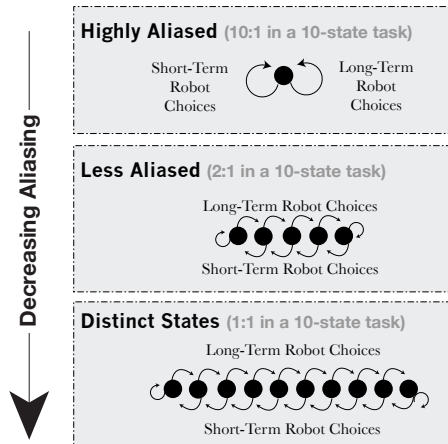 Decreasing Aliasing
Highly Aliased (10:1 in a 10-state task)
Short-Term
Robot
Choices
Long-Term
Robot
Choices
Less Aliased (2:1 in a 10-state task)
Long-Term Robot Choices
Short-Term Robot Choices
Distinct States (1:1 in a 10-state task)
Long-Term Robot Choices
Short-Term Robot Choices